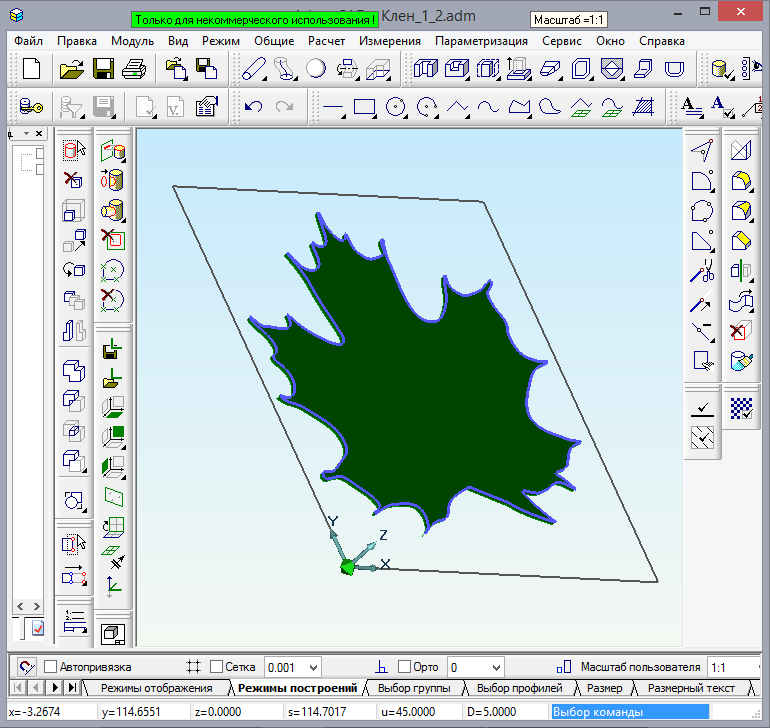 Только для некоммерческого использования !
Клен_1_2.adm
Масштаб =1:1
Файл Правка Модуль Вид Режим Общие Расчет Измерения Параметризация Сервис Окно Справка
Y
Z
X
Автопривязка Сетка 0.001 Орто 0 Масштаб пользователя 1:1
Режимы отображения Режимы построений Выбор группы Выбор профилей Размер Размерный текст
x=-3.2674 y=114.6551 z=0.0000 s=114.7017 u=45.0000 D=5.0000 Выбор команды